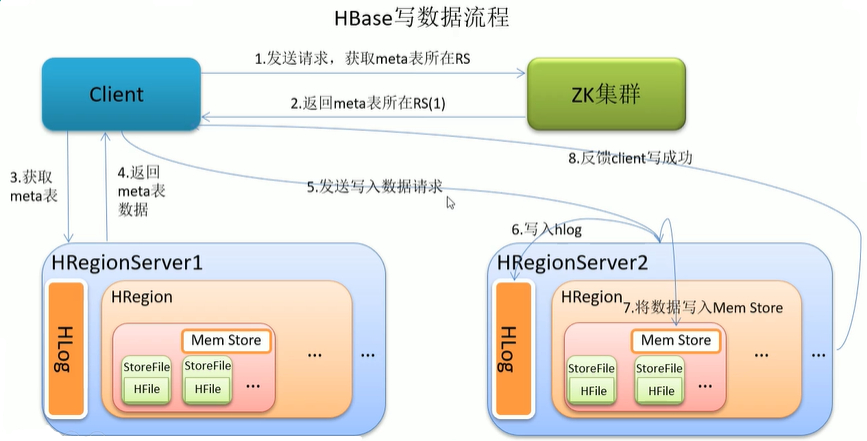 HBase写数据流程
1.发送请求，获取meta表所在RS
Client
ZK集群
2.返回meta表所在RS(1)
8.反馈client写成功
3.获取
meta表
4.返回
meta表
数据
5.发送写入数据请求
6.写入hlog
HRegionServer1
HLog
HRegion
Mem Store
StoreFile
HFile
StoreFile
HFile
...
...
...
HRegionServer2
HLog
HRegion
7.将数据写入Mem Store
Mem Store
StoreFile
HFile
StoreFile
HFile
...
...
...